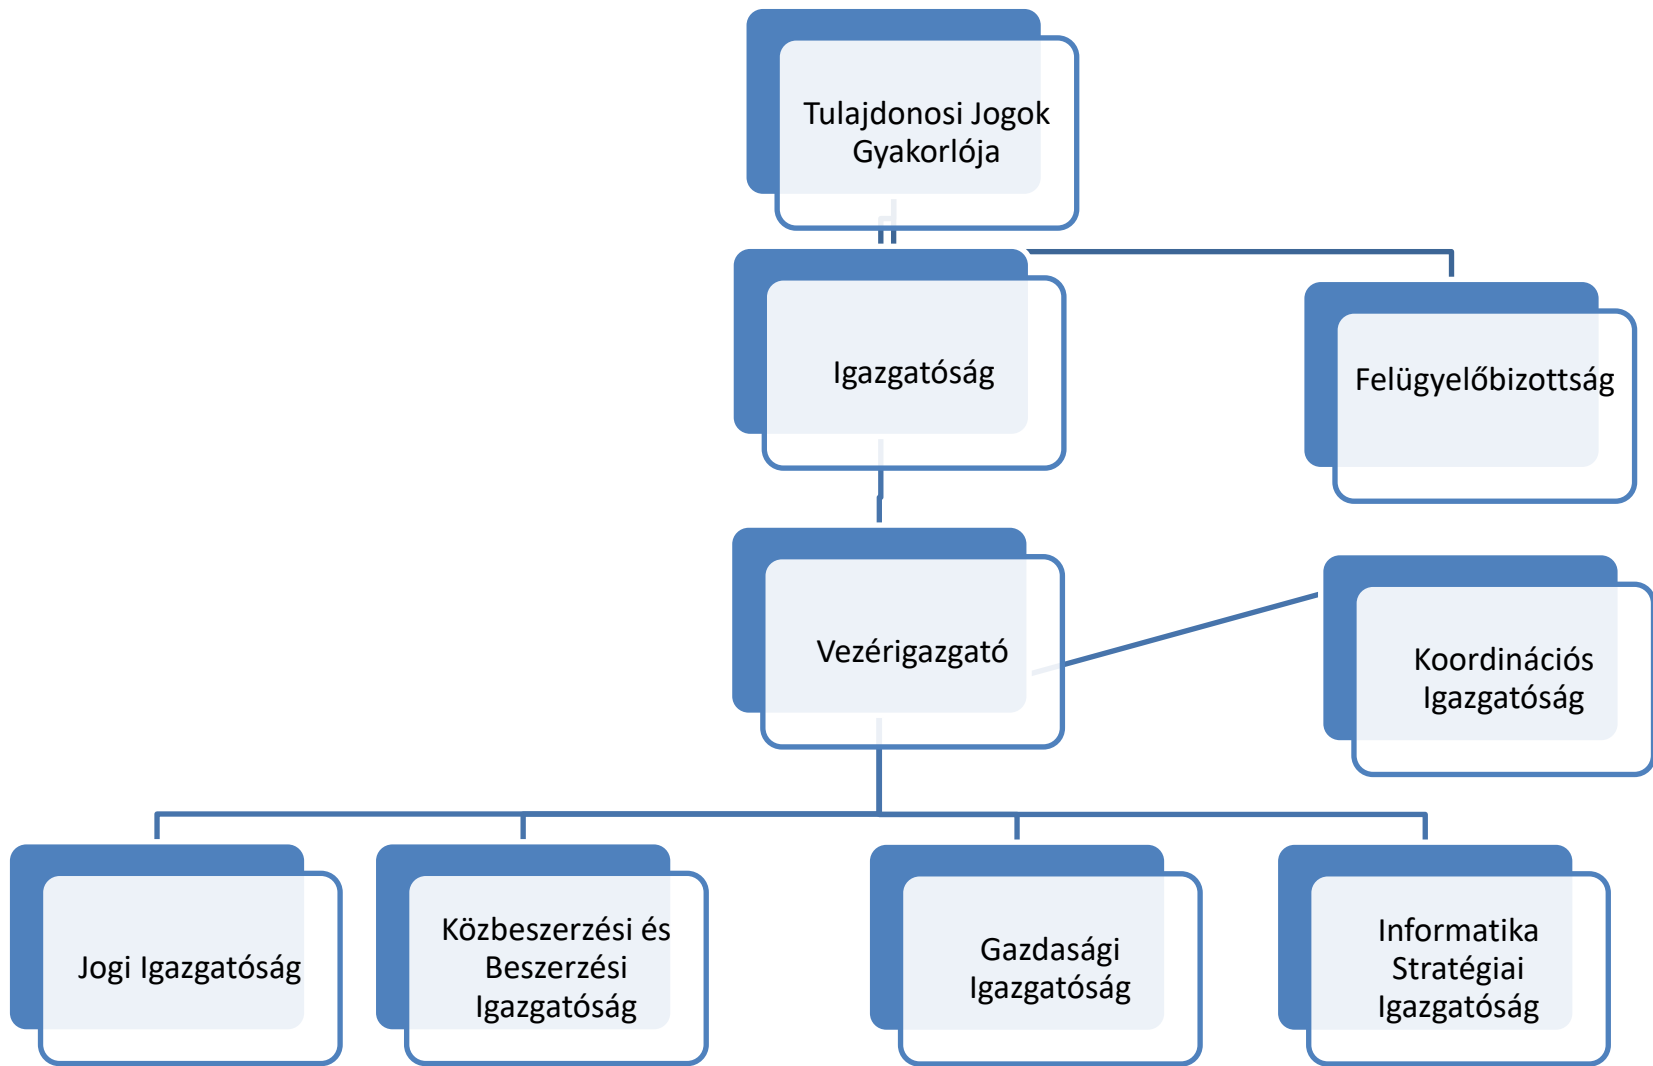 Tulajdonosi Jogok
Gyakorlója
Igazgatóság
Felügyelőbizottság
Vezérigazgató
Koordinációs
Igazgatóság
Jogi Igazgatóság
Közbeszerzési és
Beszerzési
Igazgatóság
Gazdasági
Igazgatóság
Informatika
Stratégiai
Igazgatóság